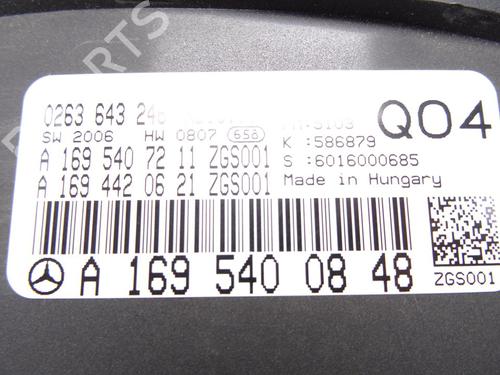 PARTS
0263 643
SW 2006 HW 0807 658
Q04
K :586879
A 169 540 72 11 ZGS001
S :6016000685
A 169 442 06 21 ZGS001
Made in Hungary
A 169 540 08 48
ZGS001